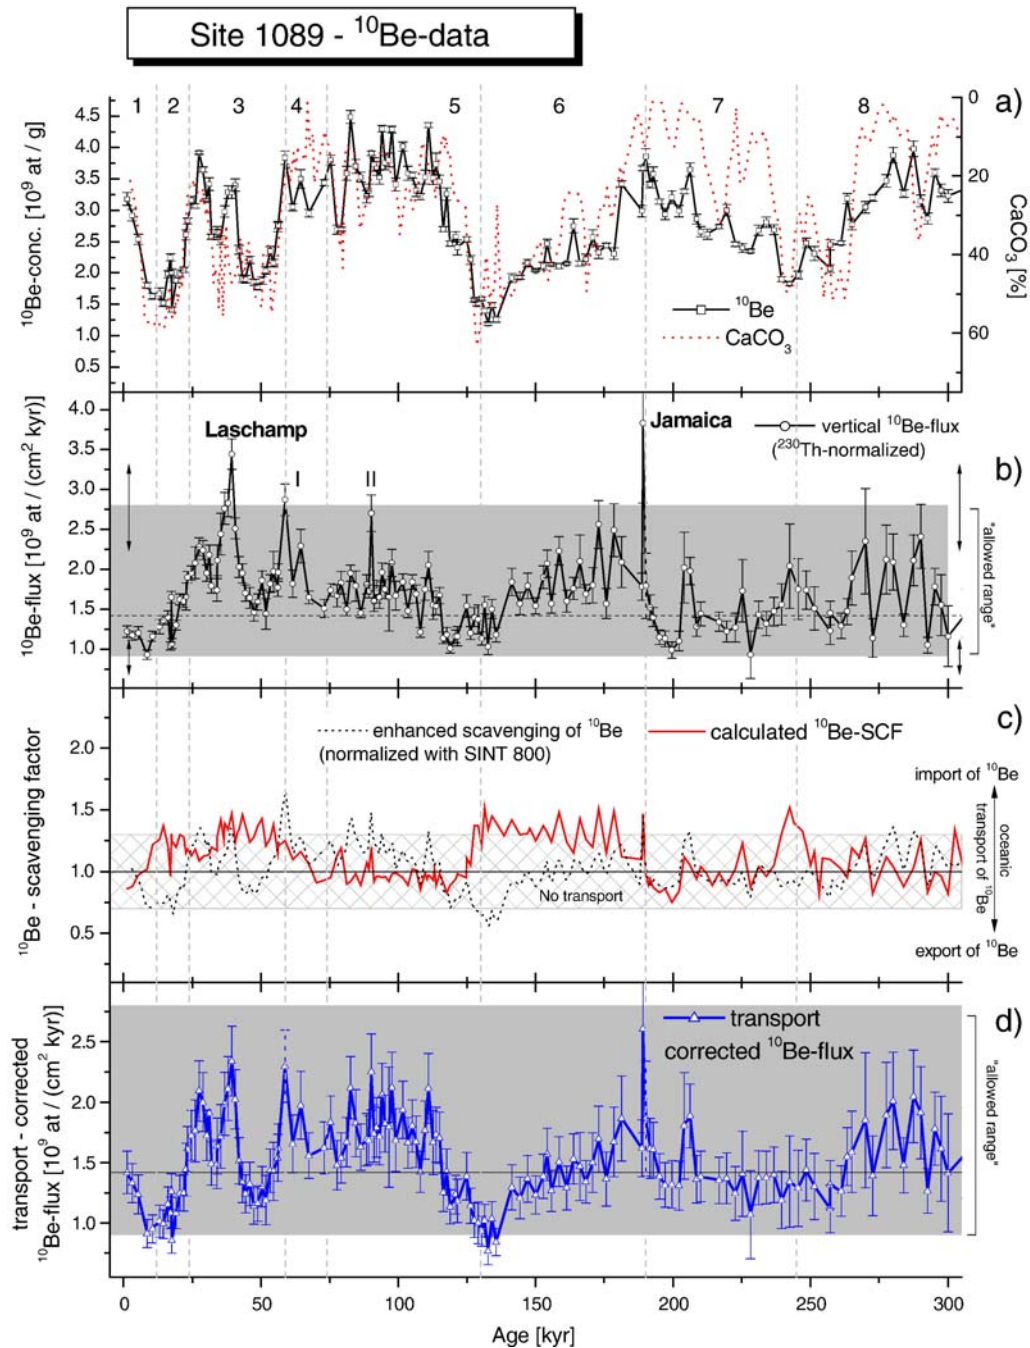 Site 1089 - ¹⁰Be-data
a)
1 2 3 4 5 6 7 8
4.5
4.0
3.5
3.0
2.5
2.0
1.5
1.0
0.5
¹⁰Be-conc. [10⁹ at / g]
0
20
40
60
CaCO₃ [%]
¹⁰Be
CaCO₃
b)
4.0
3.5
3.0
2.5
2.0
1.5
1.0
¹⁰Be-flux [10⁹ at / (cm² kyr)]
Laschamp
I
II
Jamaica
vertical ¹⁰Be-flux
(²³⁰Th-normalized)
"allowed range"
c)
2.0
1.5
1.0
0.5
¹⁰Be - scavenging factor
enhanced scavenging of ¹⁰Be
(normalized with SINT 800)
calculated ¹⁰Be-SCF
import of ¹⁰Be
oceanic
transport of ¹⁰Be
No transport
export of ¹⁰Be
d)
2.5
2.0
1.5
1.0
transport - corrected
¹⁰Be-flux [10⁹ at / (cm² kyr)]
transport
corrected ¹⁰Be-flux
"allowed range"
0 25 50 75 100 125 150 175 200 225 250 275 300
Age [kyr]